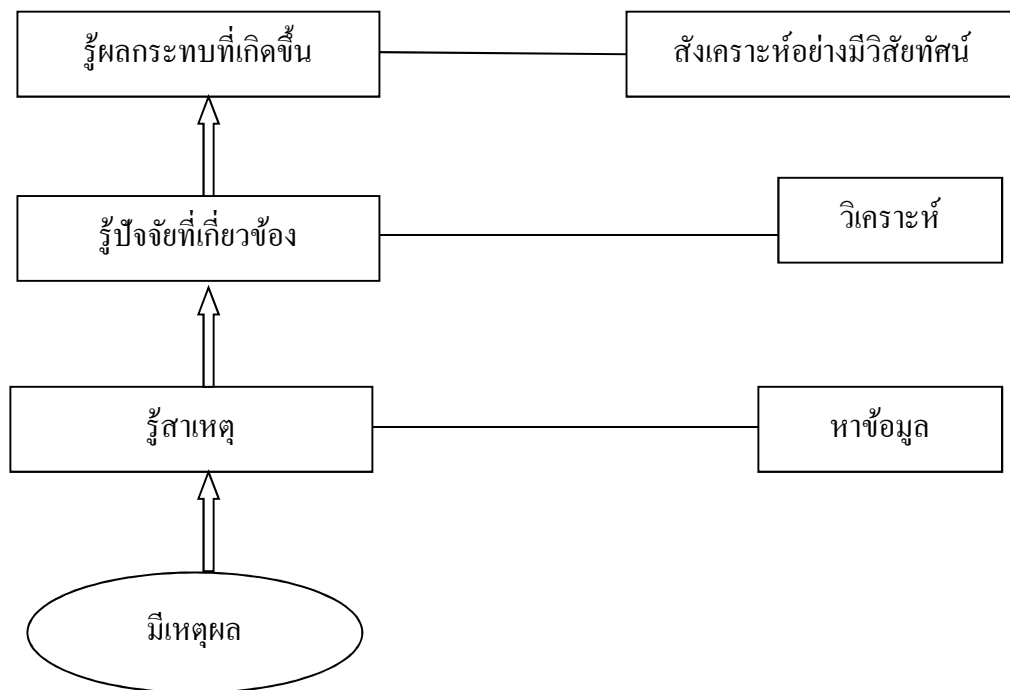 รู้ผลกระทบที่เกิดขึ้น
สังเคราะห์อย่างมีวิสัยทัศน์
รู้ปัจจัยที่เกี่ยวข้อง
วิเคราะห์
รู้สาเหตุ
หาข้อมูล
มีเหตุผล